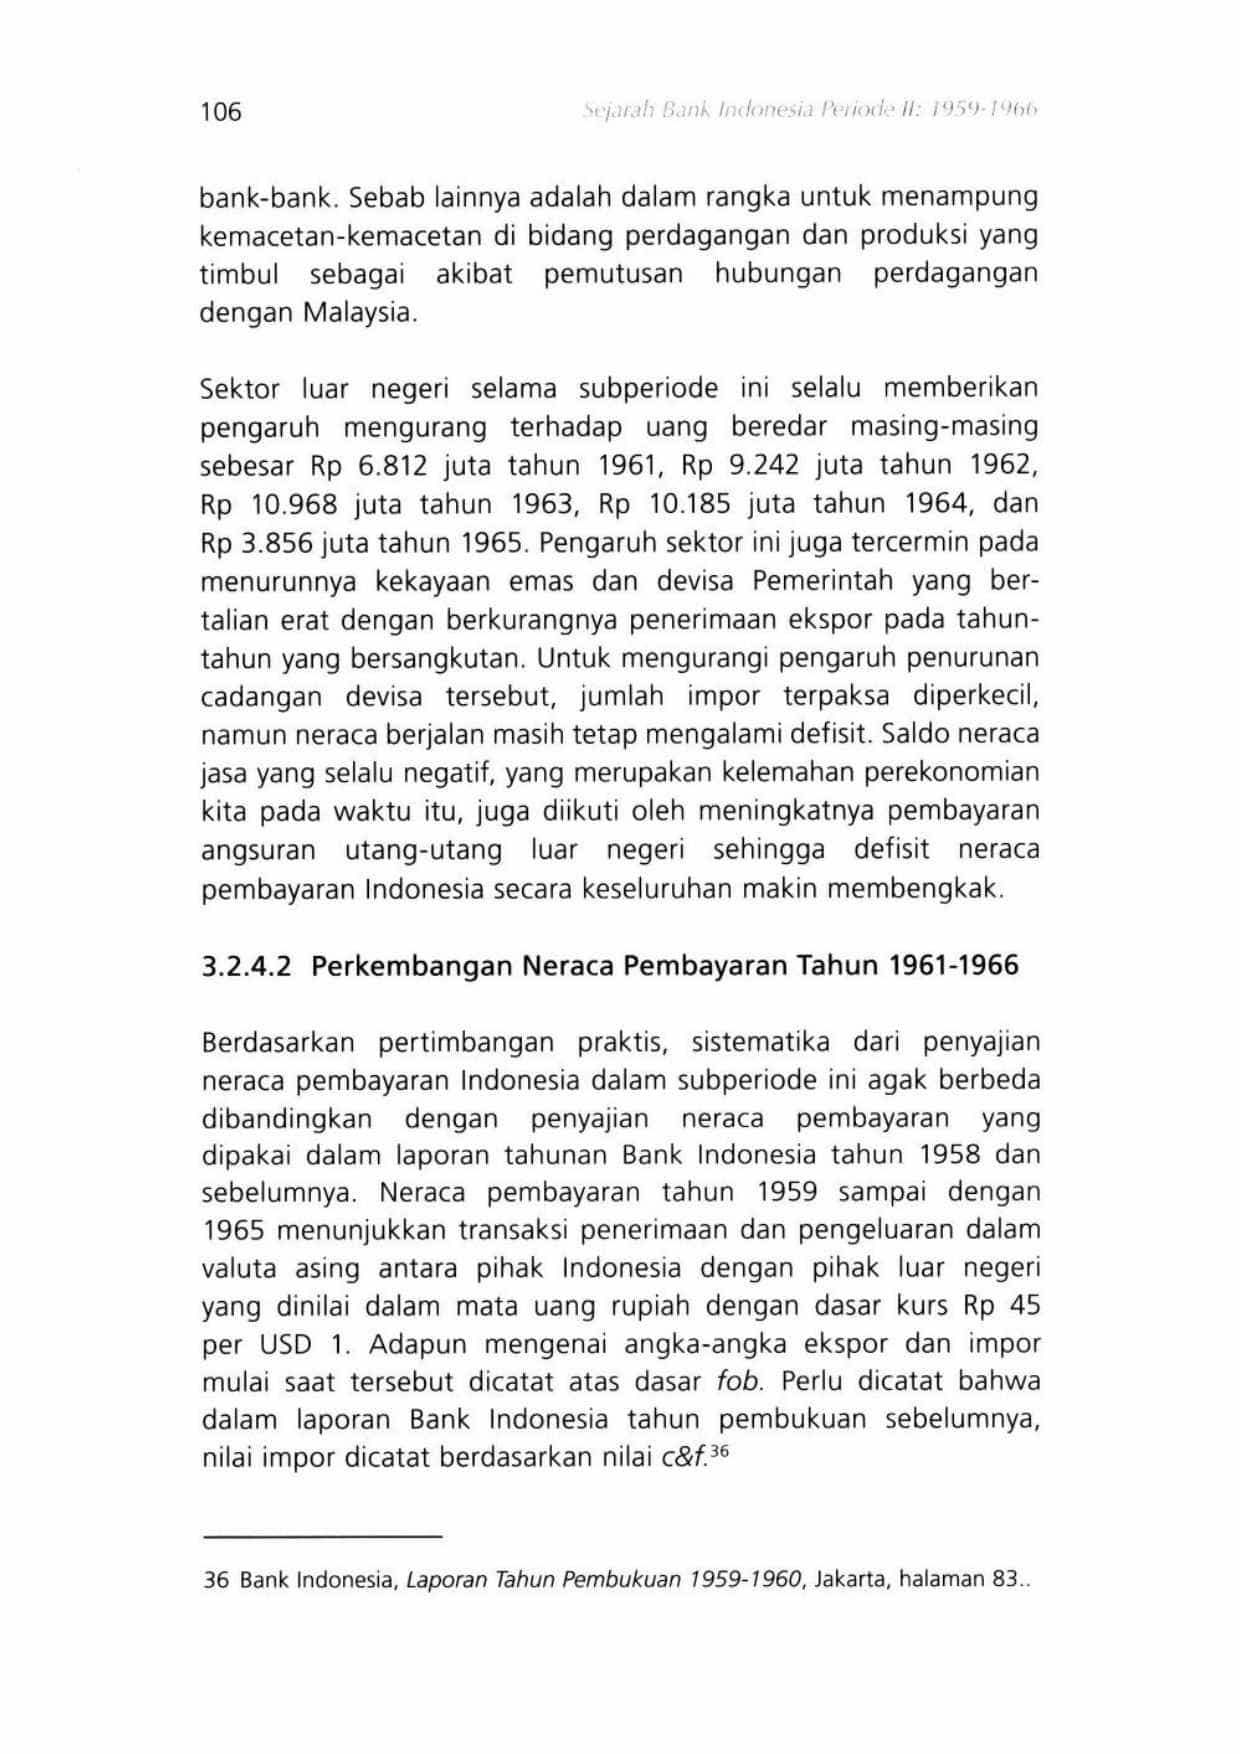 106
Sejarah Bank Indonesia Periode II: 1959-1966
bank-bank. Sebab lainnya adalah dalam rangka untuk menampung
kemacetan-kemacetan di bidang perdagangan dan produksi yang
timbul sebagai akibat pemutusan hubungan perdagangan
dengan Malaysia.
Sektor luar negeri selama subperiode ini selalu memberikan
pengaruh mengurang terhadap uang beredar masing-masing
sebesar Rp 6.812 juta tahun 1961, Rp 9.242 juta tahun 1962,
Rp 10.968 juta tahun 1963, Rp 10.185 juta tahun 1964, dan
Rp 3.856 juta tahun 1965. Pengaruh sektor ini juga tercermin pada
menurunnya kekayaan emas dan devisa Pemerintah yang ber-
talian erat dengan berkurangnya penerimaan ekspor pada tahun-
tahun yang bersangkutan. Untuk mengurangi pengaruh penurunan
cadangan devisa tersebut, jumlah impor terpaksa diperkecil,
namun neraca berjalan masih tetap mengalami defisit. Saldo neraca
jasa yang selalu negatif, yang merupakan kelemahan perekonomian
kita pada waktu itu, juga diikuti oleh meningkatnya pembayaran
angsuran utang-utang luar negeri sehingga defisit neraca
pembayaran Indonesia secara keseluruhan makin membengkak.
3.2.4.2 Perkembangan Neraca Pembayaran Tahun 1961-1966
Berdasarkan pertimbangan praktis, sistematika dari penyajian
neraca pembayaran Indonesia dalam subperiode ini agak berbeda
dibandingkan dengan penyajian neraca pembayaran yang
dipakai dalam laporan tahunan Bank Indonesia tahun 1958 dan
sebelumnya. Neraca pembayaran tahun 1959 sampai dengan
1965 menunjukkan transaksi penerimaan dan pengeluaran dalam
valuta asing antara pihak Indonesia dengan pihak luar negeri
yang dinilai dalam mata uang rupiah dengan dasar kurs Rp 45
per USD 1. Adapun mengenai angka-angka ekspor dan impor
mulai saat tersebut dicatat atas dasar fob. Perlu dicatat bahwa
dalam laporan Bank Indonesia tahun pembukuan sebelumnya,
nilai impor dicatat berdasarkan nilai c&f.36
36 Bank Indonesia, Laporan Tahun Pembukuan 1959-1960, Jakarta, halaman 83..